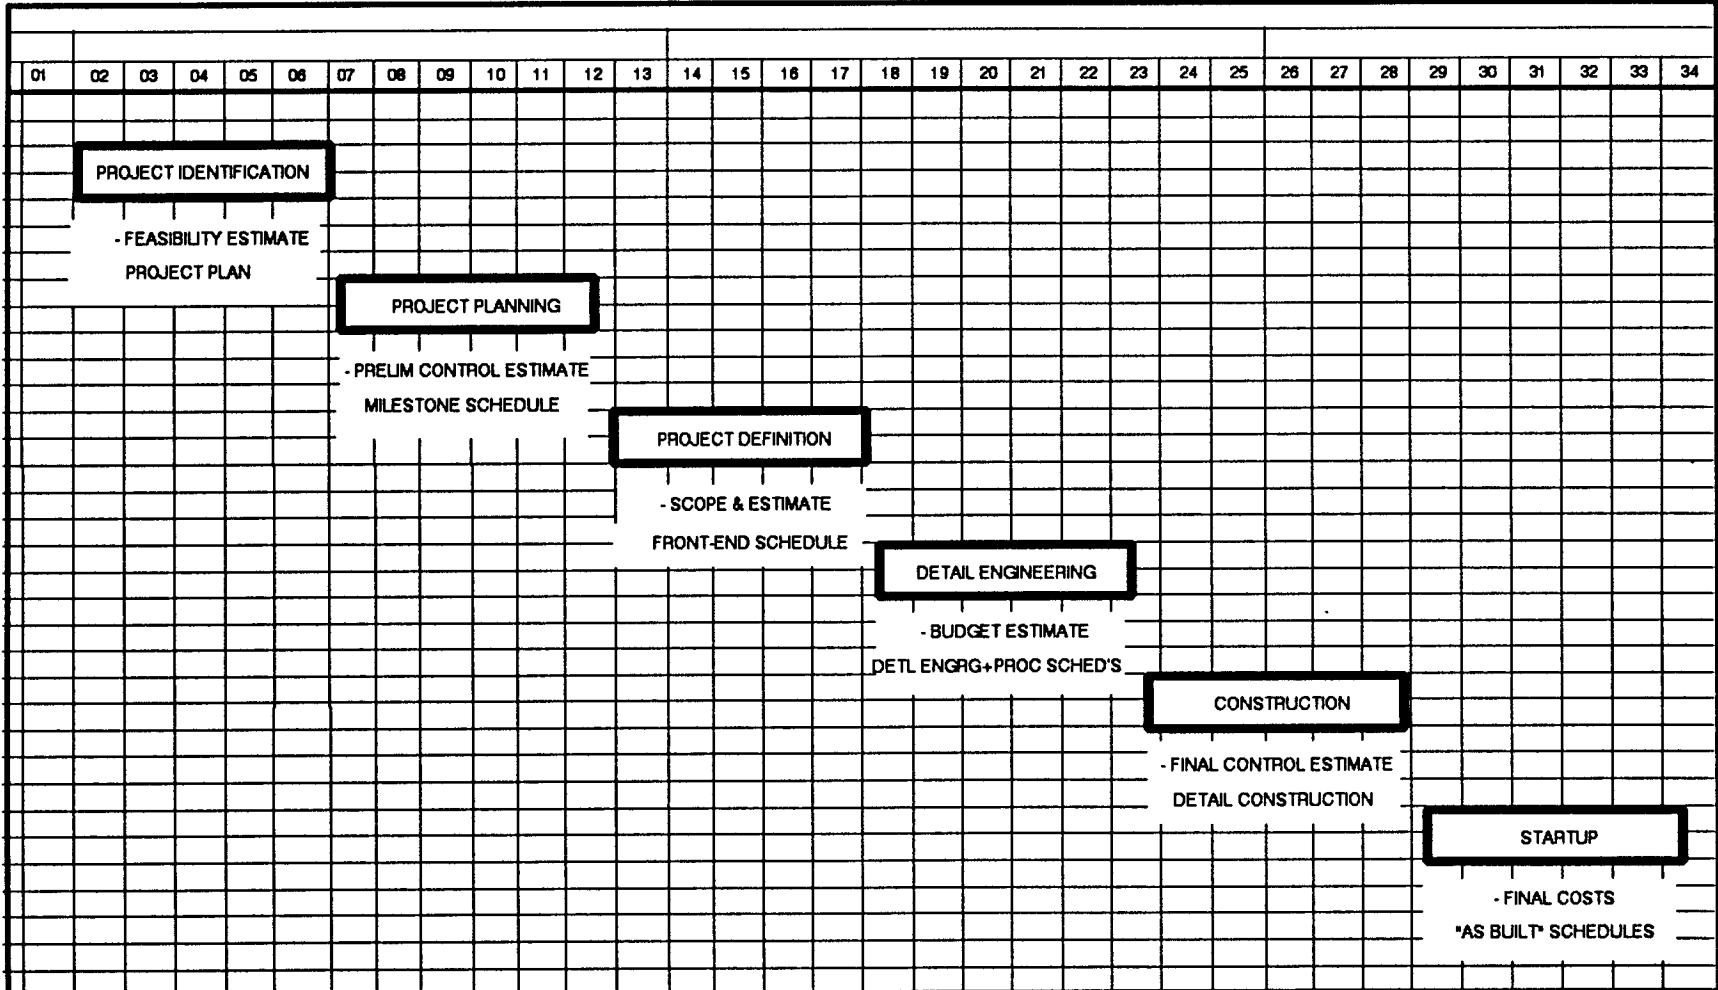 01 02 03 04 05 06 07 08 09 10 11 12 13 14 15 16 17 18 19 20 21 22 23 24 25 26 27 28 29 30 31 32 33 34
PROJECT IDENTIFICATION
- FEASIBILITY ESTIMATE
PROJECT PLAN
PROJECT PLANNING
- PRELIM CONTROL ESTIMATE
MILESTONE SCHEDULE
PROJECT DEFINITION
- SCOPE & ESTIMATE
FRONT-END SCHEDULE
DETAIL ENGINEERING
- BUDGET ESTIMATE
DETL ENGRG+PROC SCHED'S
CONSTRUCTION
- FINAL CONTROL ESTIMATE
DETAIL CONSTRUCTION
STARTUP
- FINAL COSTS
"AS BUILT" SCHEDULES